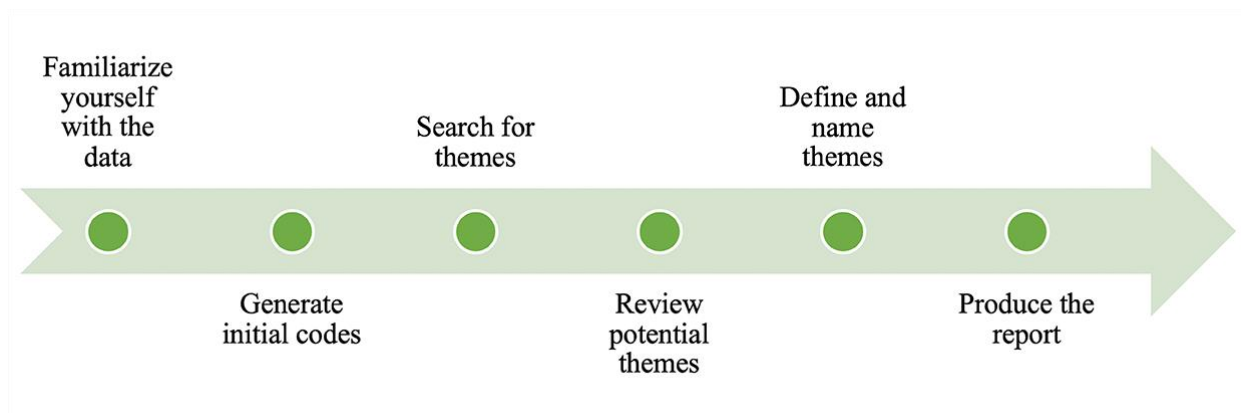 Familiarize
yourself
with the
data
Generate
initial codes
Search for
themes
Review
potential
themes
Define and
name
themes
Produce the
report